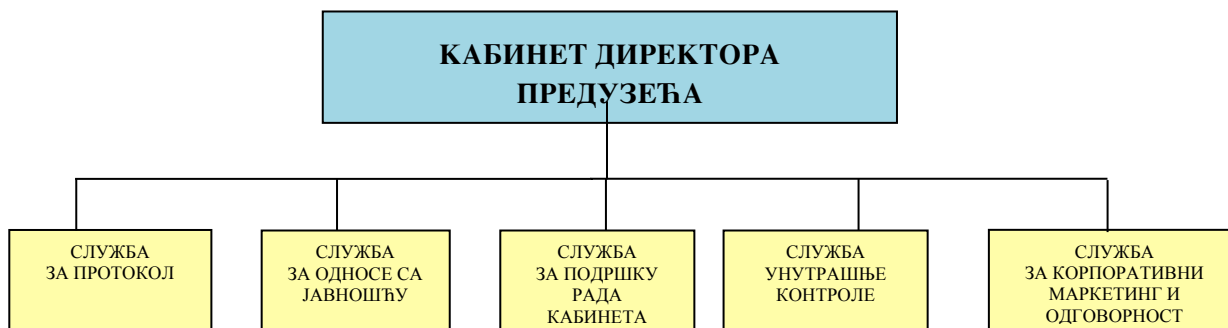 КАБИНЕТ ДИРЕКТОРА
ПРЕДУЗЕЋА
СЛУЖБА
ЗА ПРОТОКОЛ
СЛУЖБА
ЗА ОДНОСЕ СА
ЈАВНОШЋУ
СЛУЖБА
ЗА ПОДРШКУ
РАДА
КАБИНЕТА
СЛУЖБА
УНУТРАШЊЕ
КОНТРОЛЕ
СЛУЖБА
ЗА КОРПОРАТИВНИ
МАРКЕТИНГ И
ОДГОВОРНОСТ